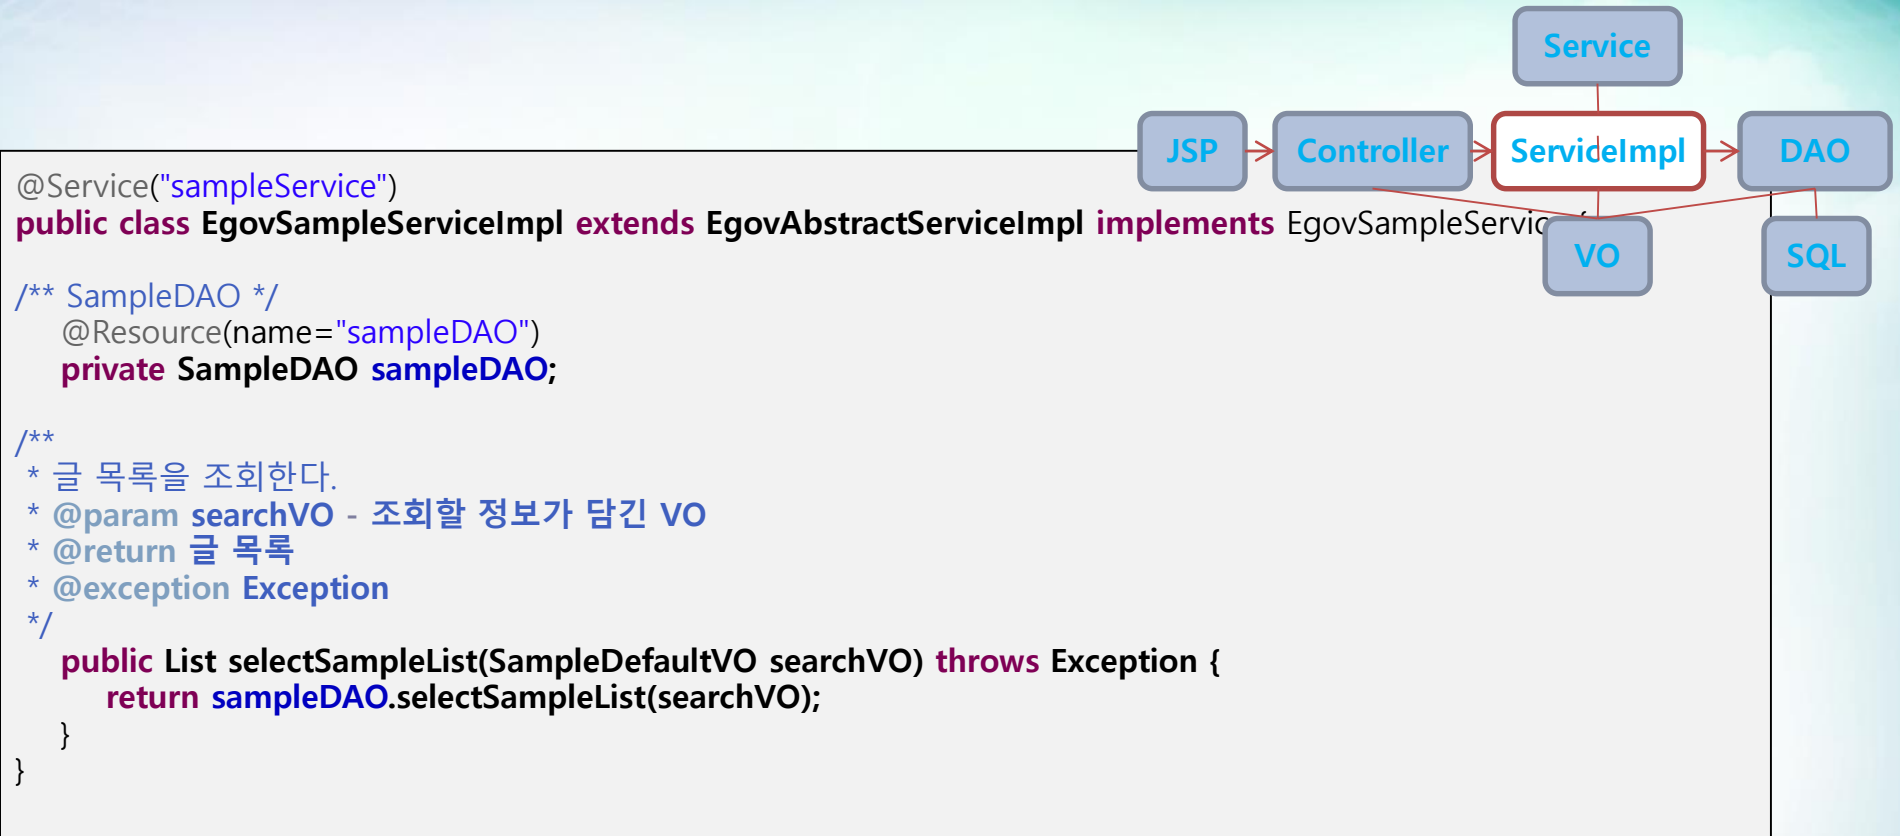 Service
JSP
Controller
ServiceImpl
DAO
VO
SQL
@Service("sampleService")
public class EgovSampleServiceImpl extends EgovAbstractServiceImpl implements EgovSampleService {
/** SampleDAO */
@Resource(name="sampleDAO")
private SampleDAO sampleDAO;
/**
* 글 목록을 조회한다.
* @param searchVO - 조회할 정보가 담긴 VO
* @return 글 목록
* @exception Exception
*/
public List selectSampleList(SampleDefaultVO searchVO) throws Exception {
return sampleDAO.selectSampleList(searchVO);
}
}